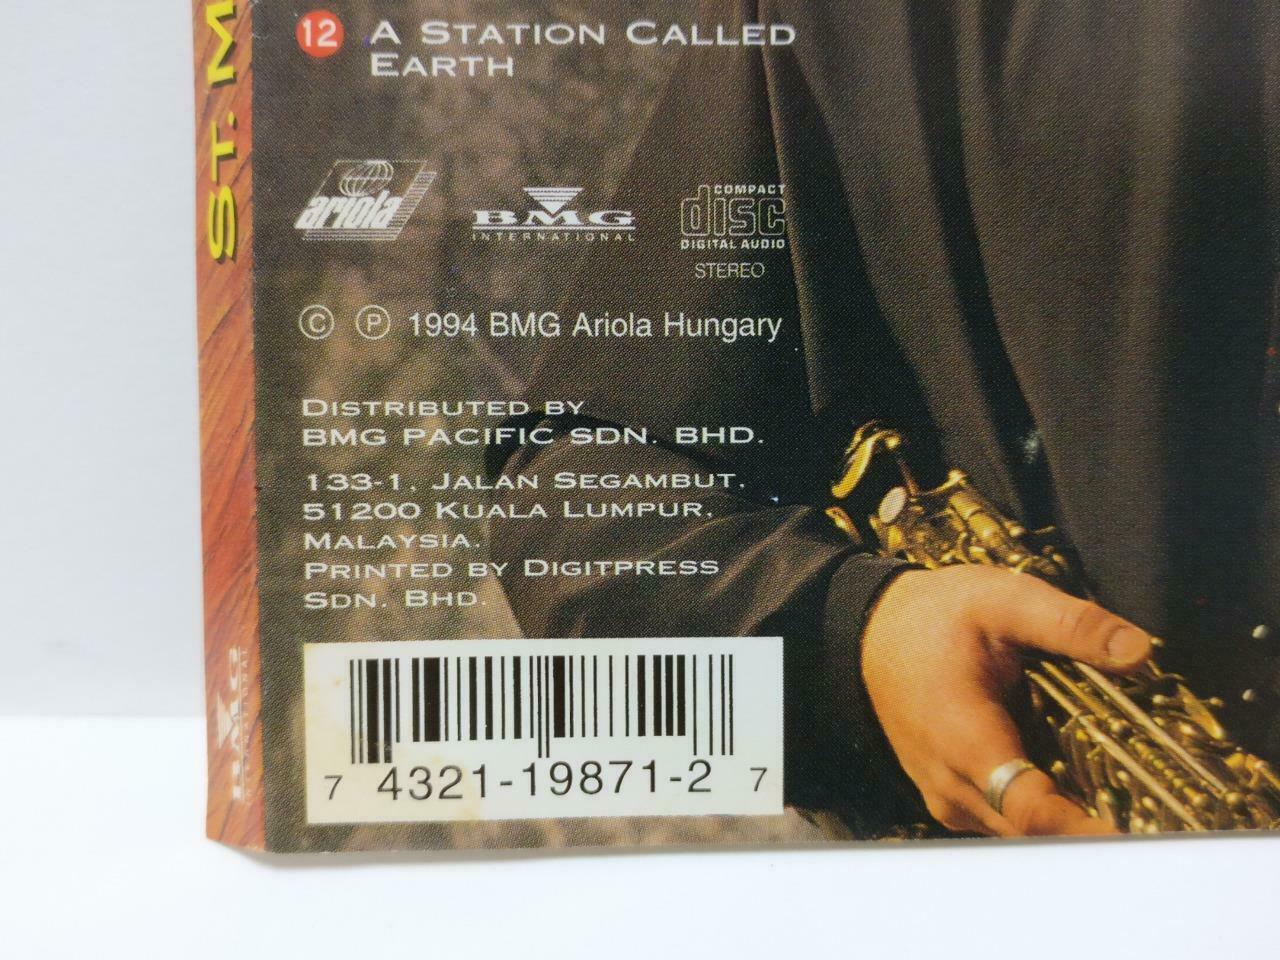 12 A STATION CALLED
EARTH
ST. M
ariola
BMG
INTERNATIONAL
COMPACT
disc
DIGITAL AUDIO
STEREO
© ℗ 1994 BMG Ariola Hungary
DISTRIBUTED BY
BMG PACIFIC SDN. BHD.
133-1, JALAN SEGAMBUT,
51200 KUALA LUMPUR,
MALAYSIA.
PRINTED BY DIGITPRESS
SDN. BHD.
BMG
INTERNATIONAL
7 4321-19871-2 7